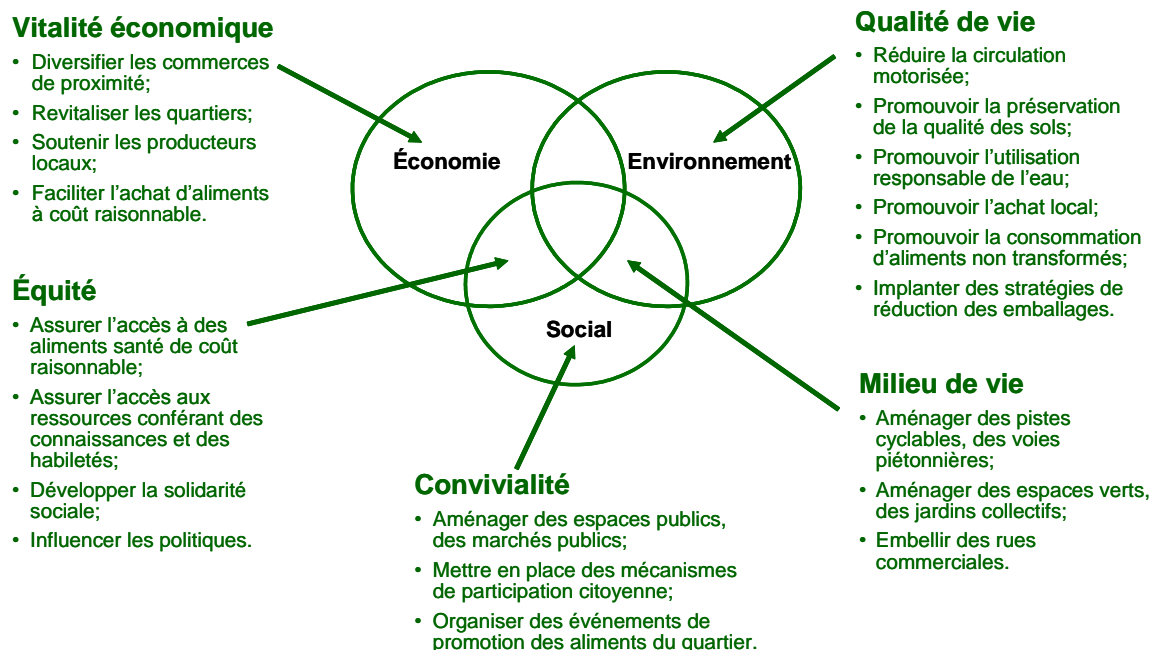 Vitalité économique
• Diversifier les commerces
de proximité;
• Revitaliser les quartiers;
• Soutenir les producteurs
locaux;
• Faciliter l'achat d'aliments
à coût raisonnable.
Qualité de vie
• Réduire la circulation
motorisée;
• Promouvoir la préservation
de la qualité des sols;
• Promouvoir l'utilisation
responsable de l'eau;
• Promouvoir l'achat local;
• Promouvoir la consommation
d'aliments non transformés;
• Implanter des stratégies de
réduction des emballages.
Économie
Environnement
Social
Équité
• Assurer l'accès à des
aliments santé de coût
raisonnable;
• Assurer l'accès aux
ressources conférant des
connaissances et des
habiletés;
• Développer la solidarité
sociale;
• Influencer les politiques.
Convivialité
• Aménager des espaces publics,
des marchés publics;
• Mettre en place des mécanismes
de participation citoyenne;
• Organiser des événements de
promotion des aliments du quartier.
Milieu de vie
• Aménager des pistes
cyclables, des voies
piétonnières;
• Aménager des espaces verts,
des jardins collectifs;
• Embellir des rues
commerciales.